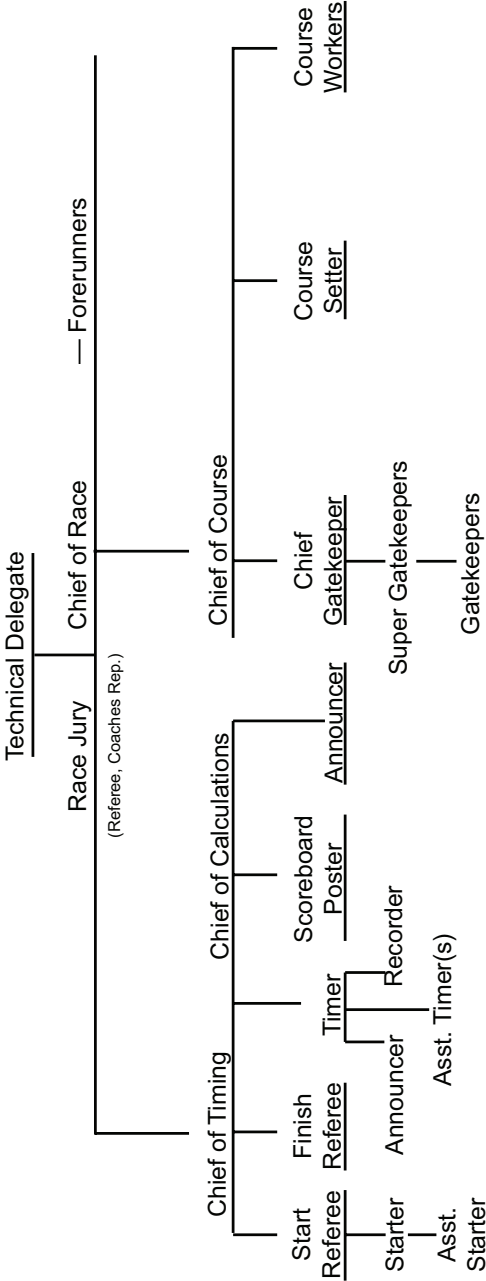 Technical Delegate
Race Jury
Chief of Race
— Forerunners
(Referee, Coaches Rep.)
Chief of Timing
Chief of Calculations
Chief of Course
Start
Referee
Finish
Referee
Timer
Scoreboard
Poster
Announcer
Chief
Gatekeeper
Course
Setter
Course
Workers
Starter
Announcer
Recorder
Super Gatekeepers
Asst.
Starter
Asst. Timer(s)
Gatekeepers